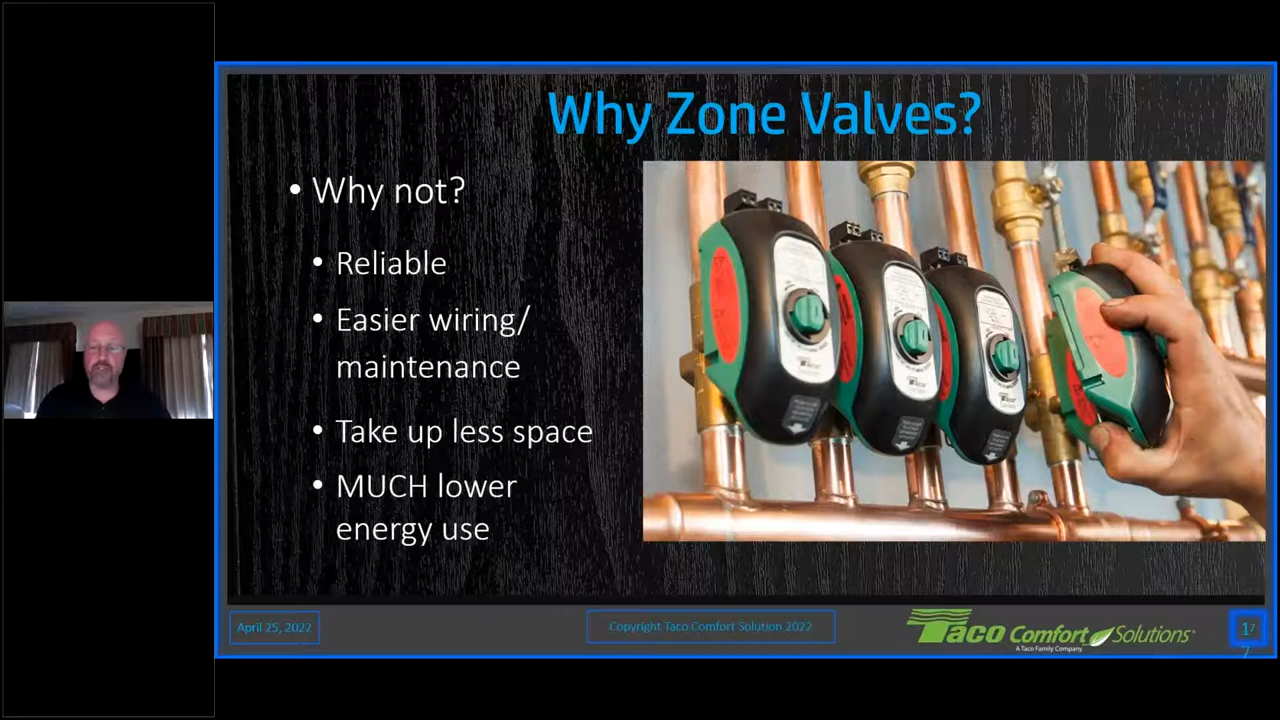 Why Zone Valves?
• Why not?
• Reliable
• Easier wiring/
maintenance
• Take up less space
• MUCH lower
energy use
April 25, 2022
Copyright Taco Comfort Solution 2022
Taco Comfort Solutions
A Taco Family Company
17
7